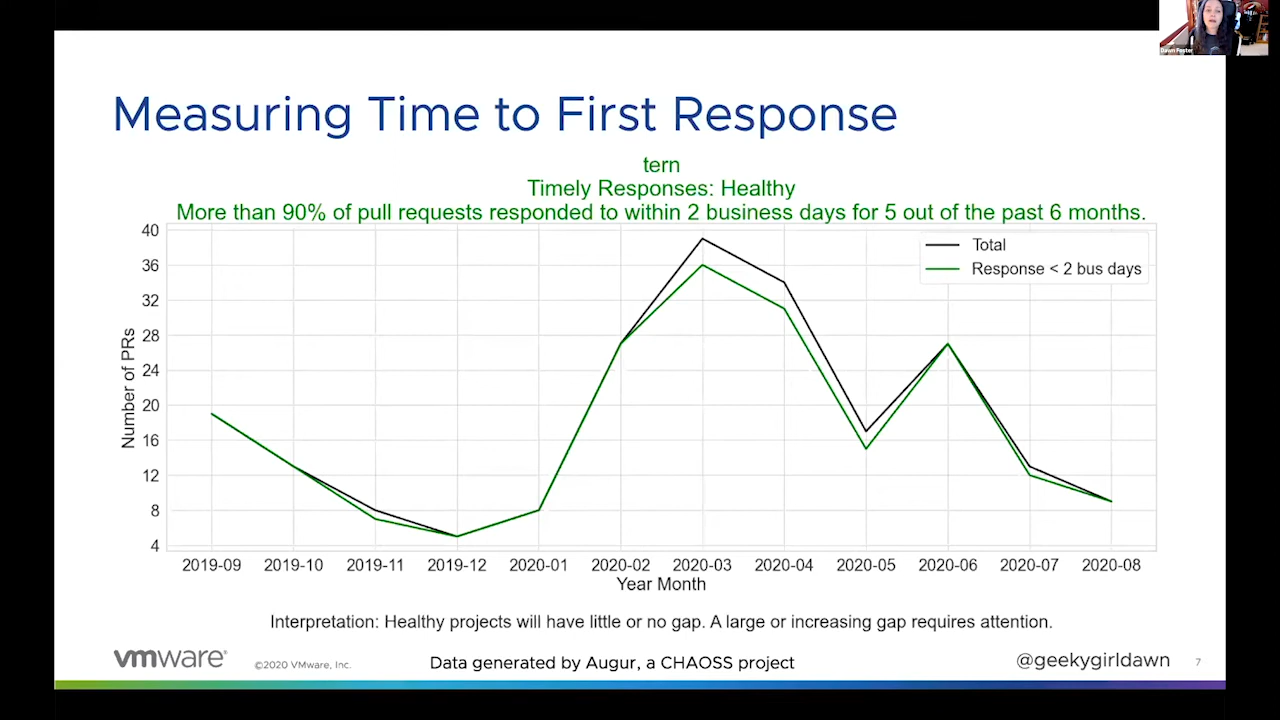 Dawn Foster
Measuring Time to First Response
tern
Timely Responses: Healthy
More than 90% of pull requests responded to within 2 business days for 5 out of the past 6 months.
Total
Response < 2 bus days
Number of PRs
40
36
32
28
24
20
16
12
8
4
2019-09 2019-10 2019-11 2019-12 2020-01 2020-02 2020-03 2020-04 2020-05 2020-06 2020-07 2020-08
Year Month
Interpretation: Healthy projects will have little or no gap. A large or increasing gap requires attention.
vmware® ©2020 VMware, Inc. Data generated by Augur, a CHAOSS project @geekygirldawn 7